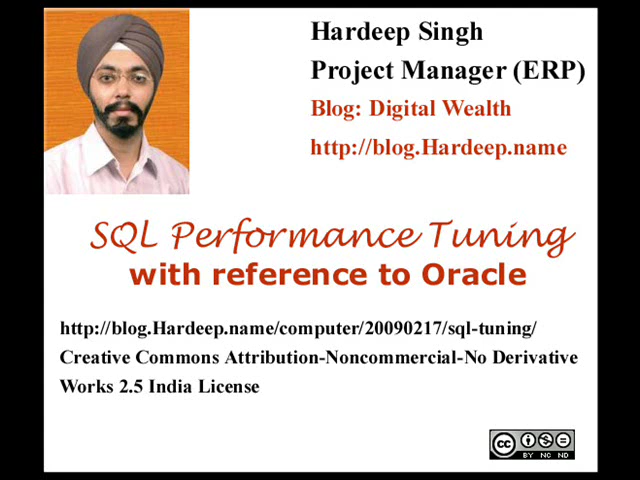 Hardeep Singh
Project Manager (ERP)
Blog: Digital Wealth
http://blog.Hardeep.name
SQL Performance Tuning
with reference to Oracle
http://blog.Hardeep.name/computer/20090217/sql-tuning/
Creative Commons Attribution-Noncommercial-No Derivative
Works 2.5 India License
cc
BY NC ND